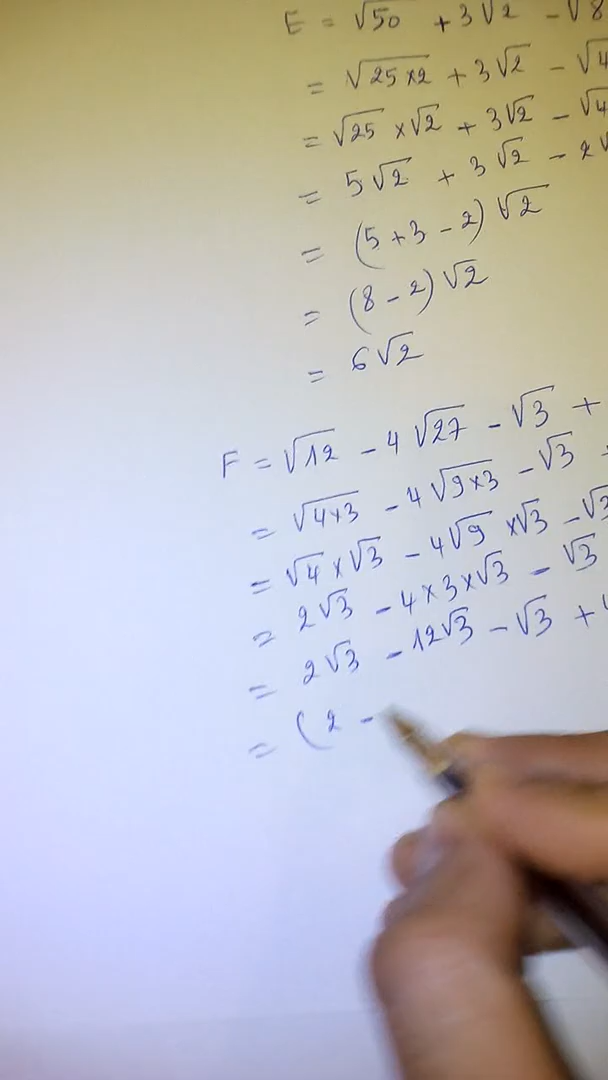 E = √50 + 3√2 - √8
= √25×2 + 3√2 - √4
= √25 × √2 + 3√2 - √4
= 5√2 + 3√2 - 2√
= (5+3-2)√2
= (8-2)√2
= 6√2
F = √12 - 4√27 - √3 +
= √4×3 - 4√9×3 - √3 +
= √4 × √3 - 4√9 × √3 - √3
= 2√3 - 4×3×√3 - √3
= 2√3 - 12√3 - √3 +
= (2 -